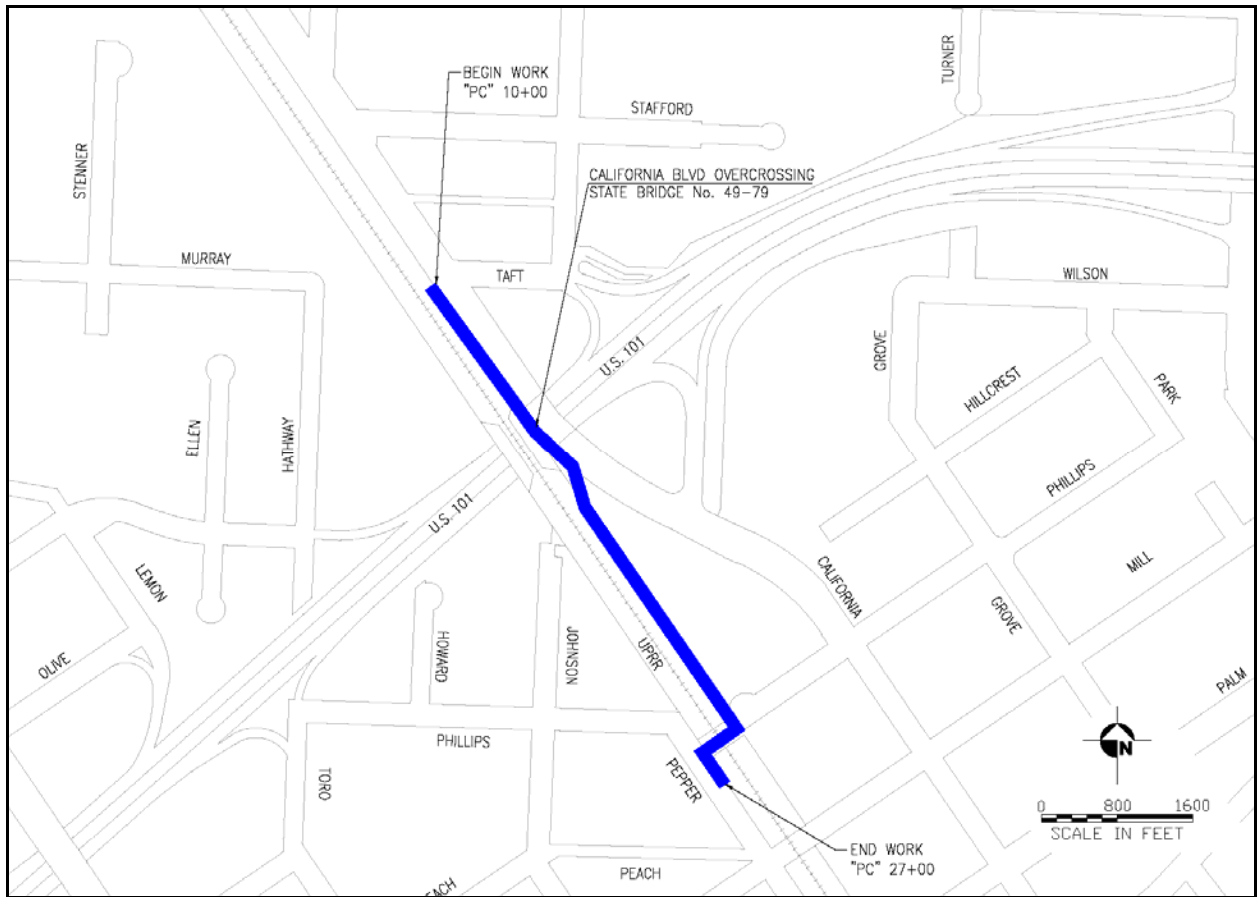 TURNER
BEGIN WORK
"PC" 10+00
STAFFORD
STENNER
CALIFORNIA BLVD OVERCROSSING
STATE BRIDGE No. 49-79
MURRAY
TAFT
WILSON
U.S. 101
GROVE
HILLCREST
PARK
ELLEN
HATHWAY
PHILLIPS
U.S. 101
MILL
LEMON
CALIFORNIA
GROVE
OLIVE
HOWARD
JOHNSON
UPRR
PALM
PHILLIPS
N
TORO
PEPPER
0 800 1600
SCALE IN FEET
END WORK
"PC" 27+00
PEACH
EACH